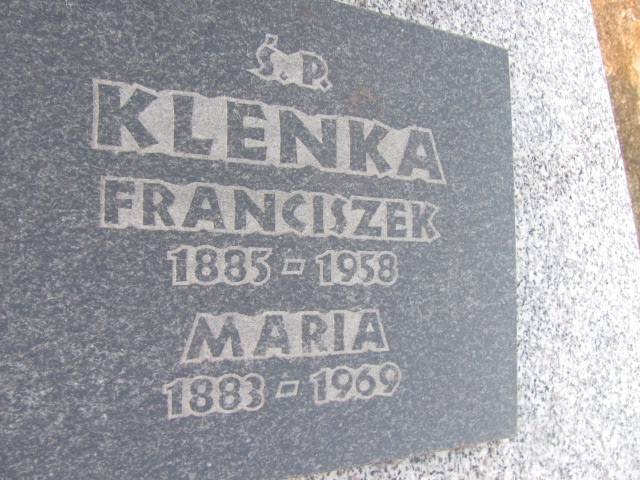 Ś.P.
KLENKA
FRANCISZEK
1885 - 1958
MARIA
1883 - 1969